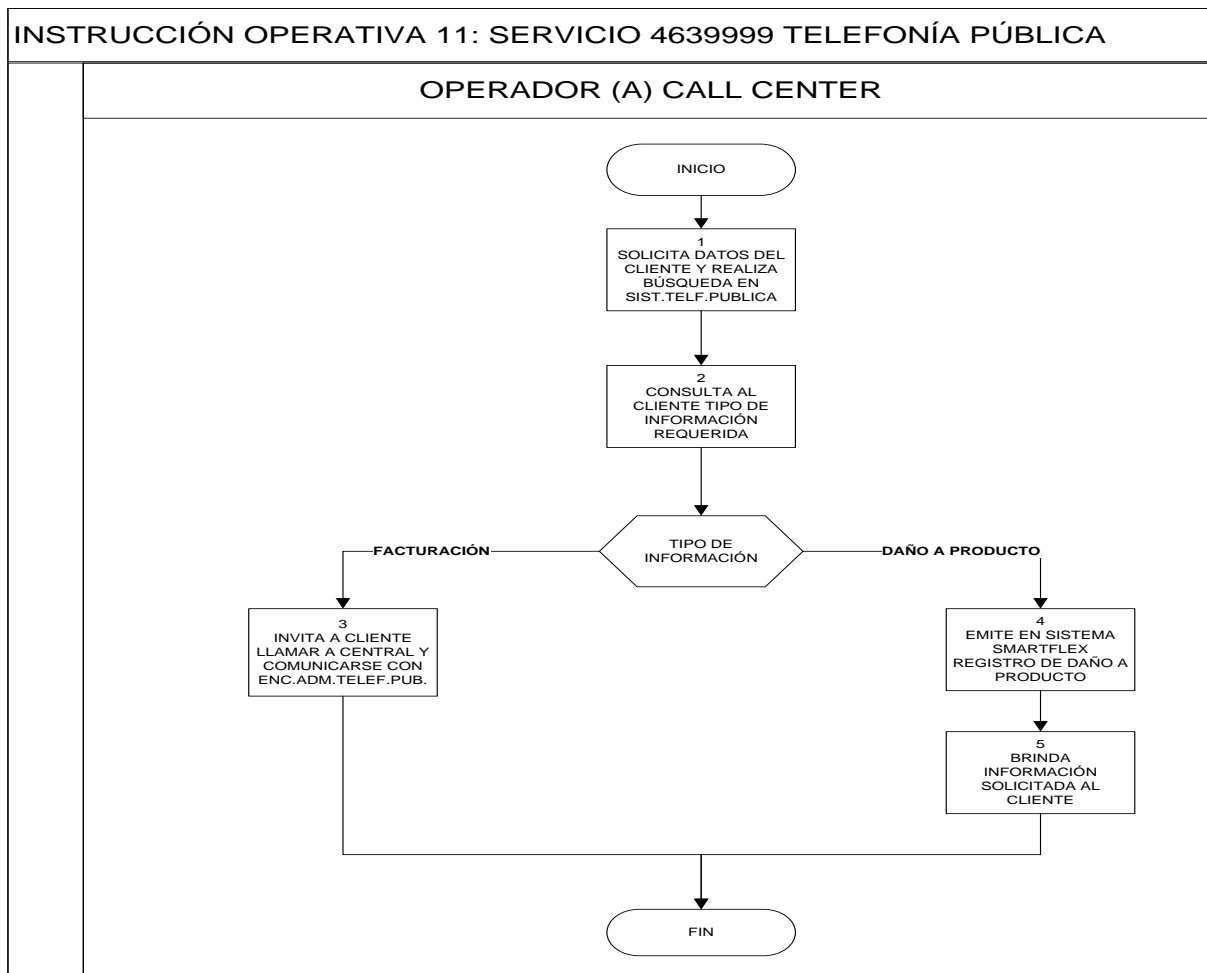 INSTRUCCIÓN OPERATIVA 11: SERVICIO 4639999 TELEFONÍA PÚBLICA
OPERADOR (A) CALL CENTER
INICIO
1
SOLICITA DATOS DEL
CLIENTE Y REALIZA
BÚSQUEDA EN
SIST.TELF.PUBLICA
2
CONSULTA AL
CLIENTE TIPO DE
INFORMACIÓN
REQUERIDA
TIPO DE
INFORMACIÓN
FACTURACIÓN
DAÑO A PRODUCTO
3
INVITA A CLIENTE
LLAMAR A CENTRAL Y
COMUNICARSE CON
ENC.ADM.TELEF.PUB.
4
EMITE EN SISTEMA
SMARTFLEX
REGISTRO DE DAÑO A
PRODUCTO
5
BRINDA
INFORMACIÓN
SOLICITADA AL
CLIENTE
FIN